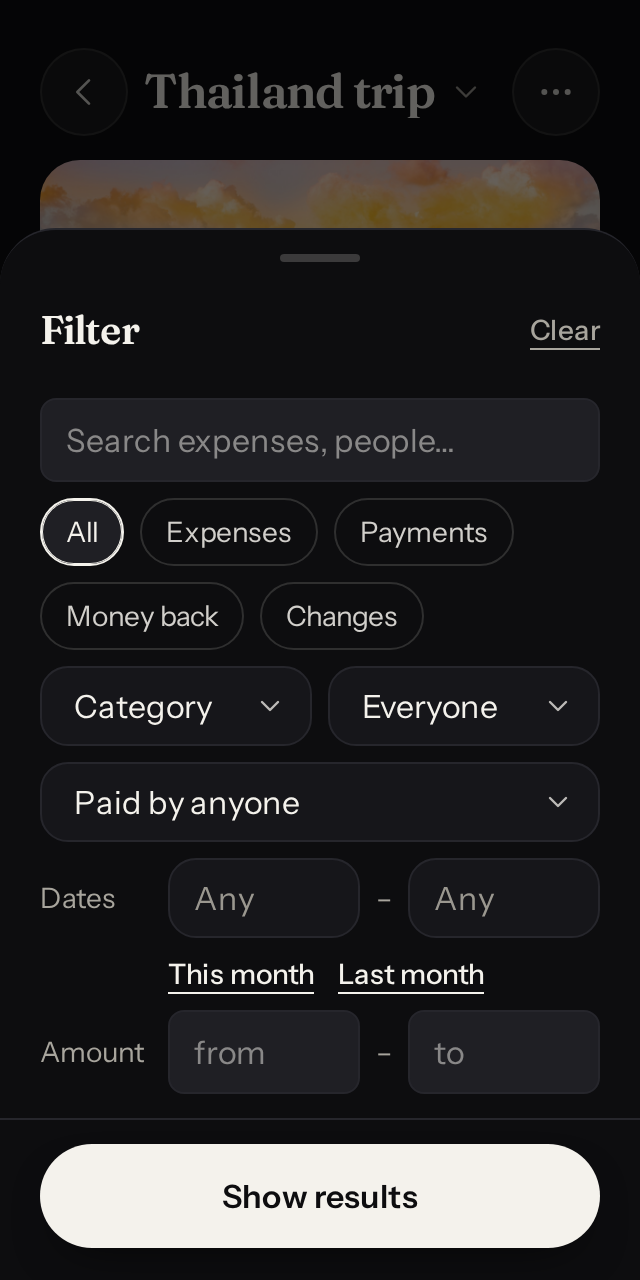 Thailand trip
Filter
Clear
Search expenses, people...
All Expenses Payments
Money back Changes
Category Everyone
Paid by anyone
Dates Any – Any
This month Last month
Amount from – to
Show results